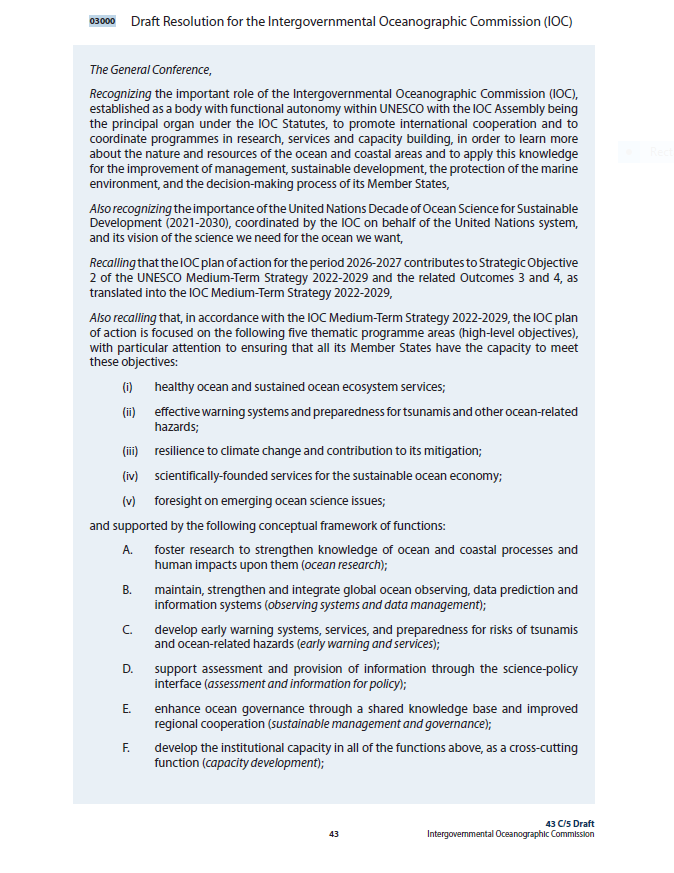 03000 Draft Resolution for the Intergovernmental Oceanographic Commission (IOC)
The General Conference,
Recognizing the important role of the Intergovernmental Oceanographic Commission (IOC),
established as a body with functional autonomy within UNESCO with the IOC Assembly being
the principal organ under the IOC Statutes, to promote international cooperation and to
coordinate programmes in research, services and capacity building, in order to learn more
about the nature and resources of the ocean and coastal areas and to apply this knowledge
for the improvement of management, sustainable development, the protection of the marine
environment, and the decision-making process of its Member States,
Also recognizing the importance of the United Nations Decade of Ocean Science for Sustainable
Development (2021-2030), coordinated by the IOC on behalf of the United Nations system,
and its vision of the science we need for the ocean we want,
Recalling that the IOC plan of action for the period 2026-2027 contributes to Strategic Objective
2 of the UNESCO Medium-Term Strategy 2022-2029 and the related Outcomes 3 and 4, as
translated into the IOC Medium-Term Strategy 2022-2029,
Also recalling that, in accordance with the IOC Medium-Term Strategy 2022-2029, the IOC plan
of action is focused on the following five thematic programme areas (high-level objectives),
with particular attention to ensuring that all its Member States have the capacity to meet
these objectives:
(i) healthy ocean and sustained ocean ecosystem services;
(ii) effective warning systems and preparedness for tsunamis and other ocean-related
hazards;
(iii) resilience to climate change and contribution to its mitigation;
(iv) scientifically-founded services for the sustainable ocean economy;
(v) foresight on emerging ocean science issues;
and supported by the following conceptual framework of functions:
A. foster research to strengthen knowledge of ocean and coastal processes and
human impacts upon them (ocean research);
B. maintain, strengthen and integrate global ocean observing, data prediction and
information systems (observing systems and data management);
C. develop early warning systems, services, and preparedness for risks of tsunamis
and ocean-related hazards (early warning and services);
D. support assessment and provision of information through the science-policy
interface (assessment and information for policy);
E. enhance ocean governance through a shared knowledge base and improved
regional cooperation (sustainable management and governance);
F. develop the institutional capacity in all of the functions above, as a cross-cutting
function (capacity development);
43 C/5 Draft
43 Intergovernmental Oceanographic Commission